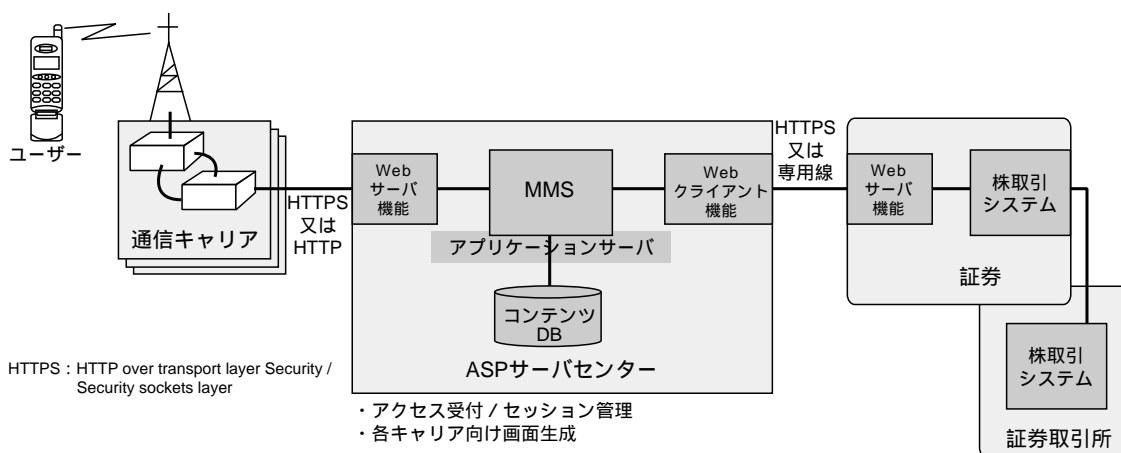 ユーザー
通信キャリア
HTTPS
又は
HTTP
Web
サーバ
機能
MMS
アプリケーションサーバ
コンテンツ
DB
Web
クライアント
機能
ASPサーバセンター
HTTPS
又は
専用線
Web
サーバ
機能
株取引
システム
証券
株取引
システム
証券取引所
HTTPS：HTTP over transport layer Security /
Security sockets layer
・アクセス受付 / セッション管理
・各キャリア向け画面生成